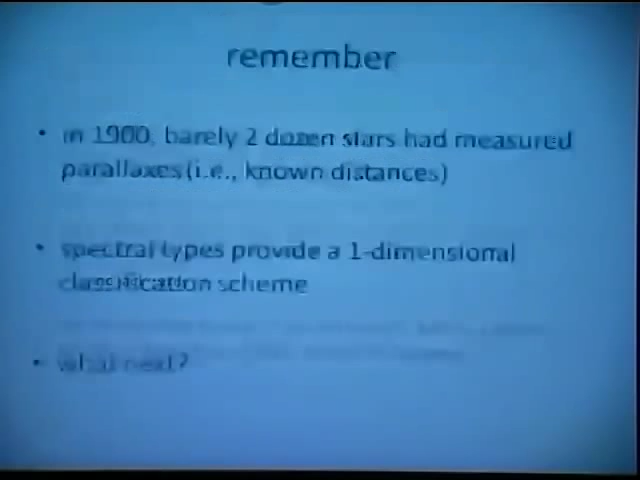 remember
• in 1900, barely 2 dozen stars had measured
parallaxes (i.e., known distances)
• spectral types provide a 1-dimensional
classification scheme
• what next?